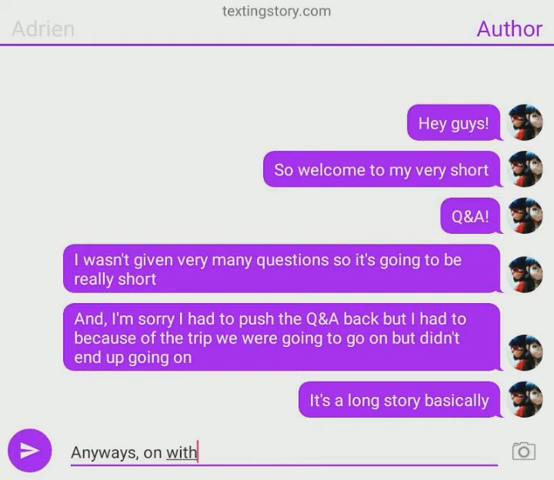 textingstory.com
Adrien
Author
Hey guys!
So welcome to my very short
Q&A!
I wasn't given very many questions so it's going to be
really short
And, I'm sorry I had to push the Q&A back but I had to
because of the trip we were going to go on but didn't
end up going on
It's a long story basically
Anyways, on with